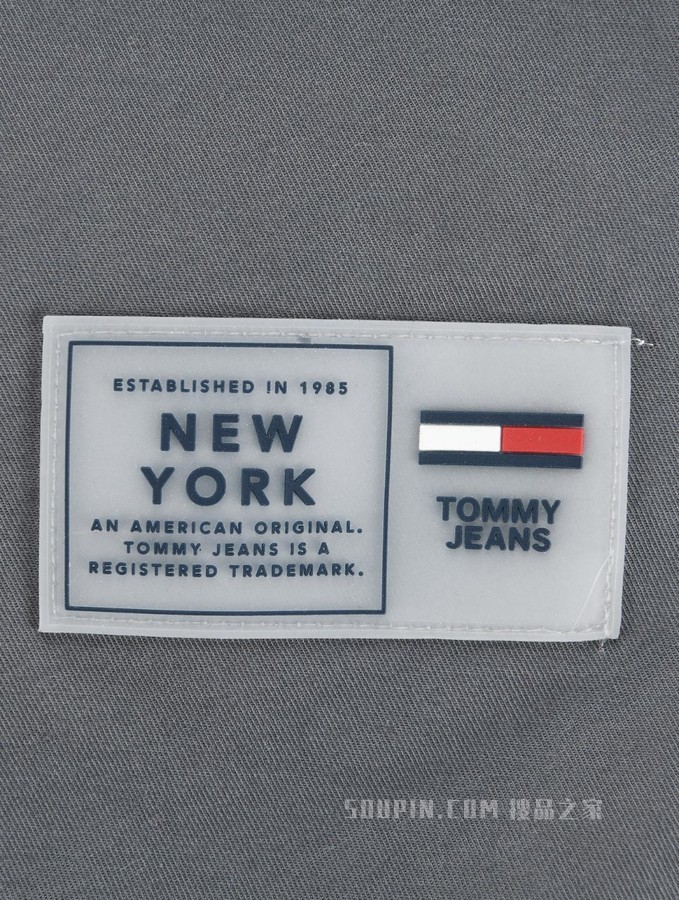 ESTABLISHED IN 1985
NEW
YORK
AN AMERICAN ORIGINAL.
TOMMY JEANS IS A
REGISTERED TRADEMARK.
TOMMY
JEANS
SOUPIN.COM 搜品之家